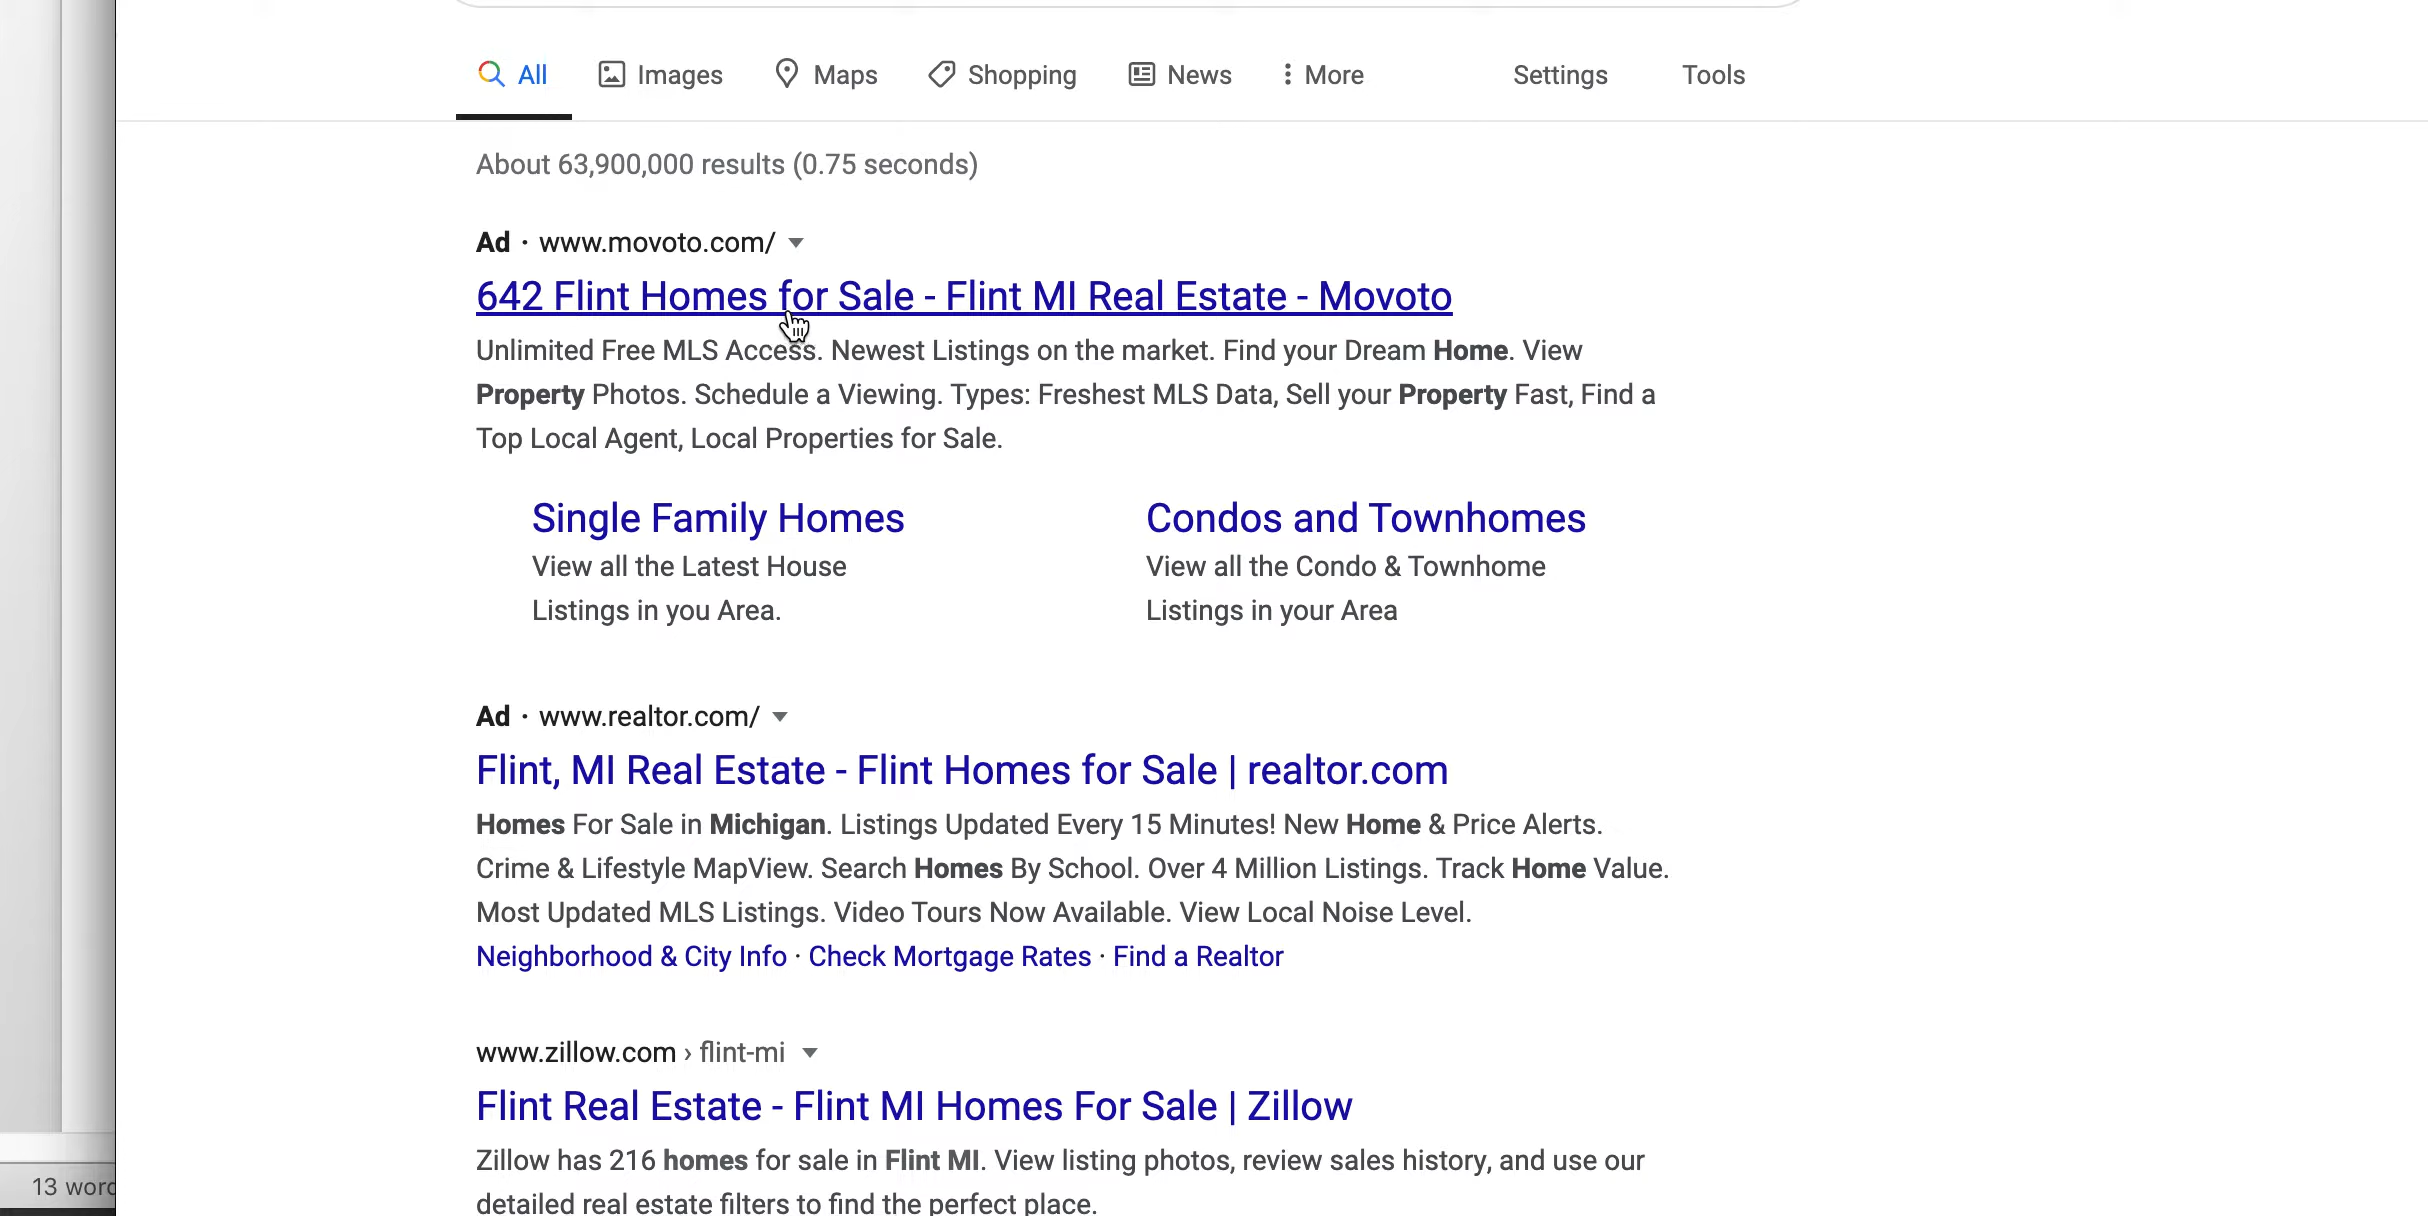 All Images Maps Shopping News More Settings Tools
About 63,900,000 results (0.75 seconds)
Ad · www.movoto.com/
642 Flint Homes for Sale - Flint MI Real Estate - Movoto
Unlimited Free MLS Access. Newest Listings on the market. Find your Dream Home. View
Property Photos. Schedule a Viewing. Types: Freshest MLS Data, Sell your Property Fast, Find a
Top Local Agent, Local Properties for Sale.
Single Family Homes
View all the Latest House
Listings in you Area.
Condos and Townhomes
View all the Condo & Townhome
Listings in your Area
Ad · www.realtor.com/
Flint, MI Real Estate - Flint Homes for Sale | realtor.com
Homes For Sale in Michigan. Listings Updated Every 15 Minutes! New Home & Price Alerts.
Crime & Lifestyle MapView. Search Homes By School. Over 4 Million Listings. Track Home Value.
Most Updated MLS Listings. Video Tours Now Available. View Local Noise Level.
Neighborhood & City Info · Check Mortgage Rates · Find a Realtor
www.zillow.com › flint-mi
Flint Real Estate - Flint MI Homes For Sale | Zillow
Zillow has 216 homes for sale in Flint MI. View listing photos, review sales history, and use our
detailed real estate filters to find the perfect place.
13 word